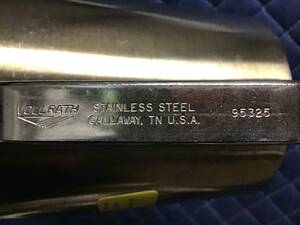 VOLLRATH
STAINLESS STEEL 95325
GALLAWAY, TN U.S.A.